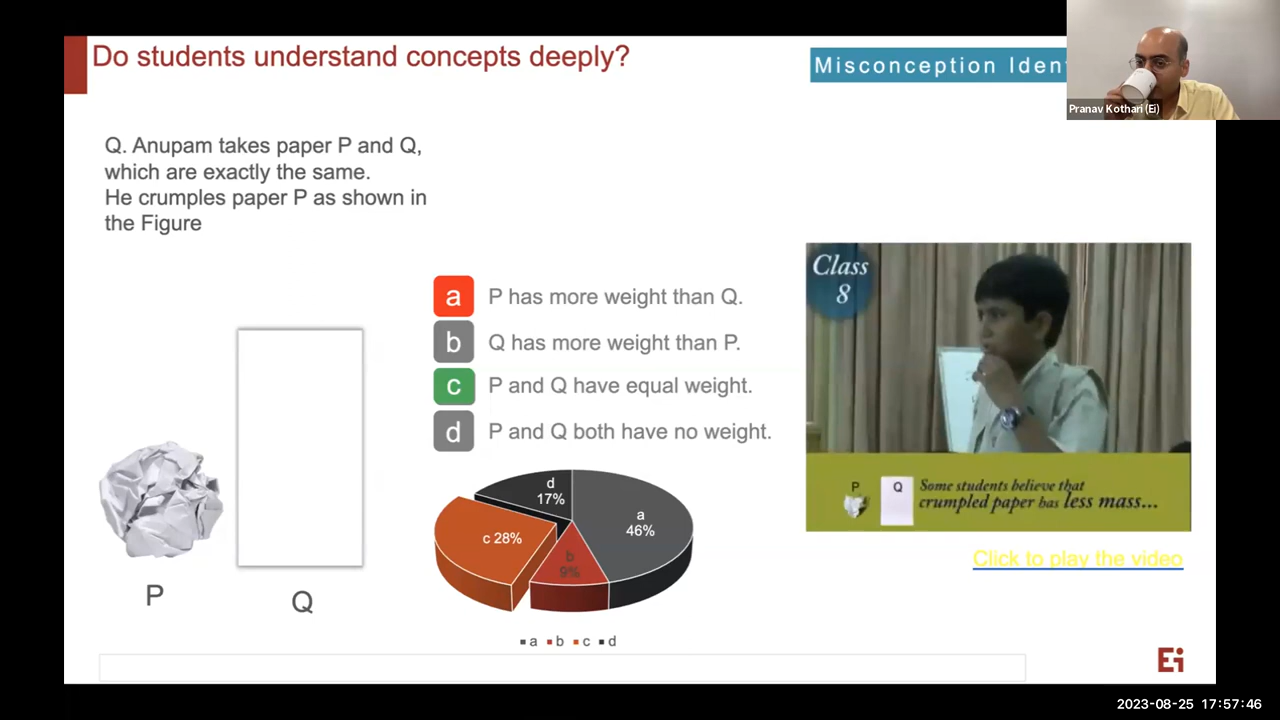 Do students understand concepts deeply?
Misconception Iden
Pranav Kothari (Ei)
Q. Anupam takes paper P and Q,
which are exactly the same.
He crumples paper P as shown in
the Figure
a P has more weight than Q.
b Q has more weight than P.
c P and Q have equal weight.
d P and Q both have no weight.
P
Q
d
17%
a
46%
c 28%
b
9%
a b c d
Class
8
P Q Some students believe that
crumpled paper has less mass...
Click to play the video
Ei
2023-08-25 17:57:46